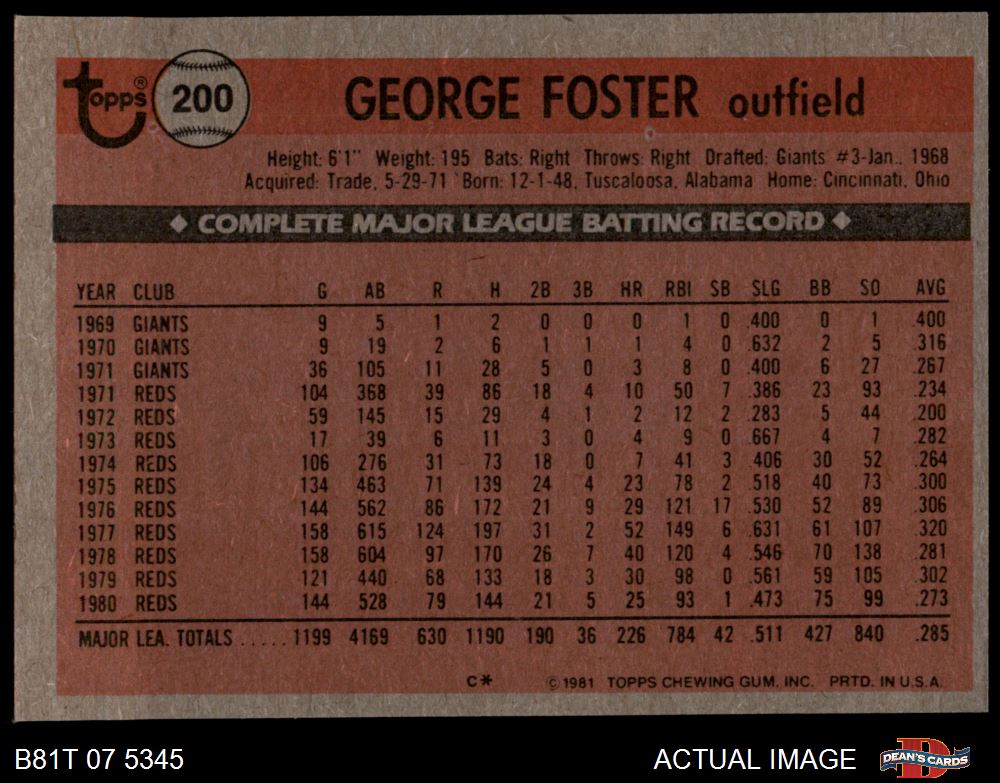 topps® 200 GEORGE FOSTER outfield
Height: 6'1" Weight: 195 Bats: Right Throws: Right Drafted: Giants #3-Jan., 1968
Acquired: Trade, 5-29-71 Born: 12-1-48, Tuscaloosa, Alabama Home: Cincinnati, Ohio
◆ COMPLETE MAJOR LEAGUE BATTING RECORD ◆
YEAR CLUB G AB R H 2B 3B HR RBI SB SLG BB SO AVG
1969 GIANTS 9 5 1 2 0 0 0 1 0 .400 0 1 .400
1970 GIANTS 9 19 2 6 1 1 1 4 0 .632 2 5 .316
1971 GIANTS 36 105 11 28 5 0 3 8 0 .400 6 27 .267
1971 REDS 104 368 39 86 18 4 10 50 7 .386 23 93 .234
1972 REDS 59 145 15 29 4 1 2 12 2 .283 5 44 .200
1973 REDS 17 39 6 11 3 0 4 9 0 .667 4 7 .282
1974 REDS 106 276 31 73 18 0 7 41 3 .406 30 52 .264
1975 REDS 134 463 71 139 24 4 23 78 2 .518 40 73 .300
1976 REDS 144 562 86 172 21 9 29 121 17 .530 52 89 .306
1977 REDS 158 615 124 197 31 2 52 149 6 .631 61 107 .320
1978 REDS 158 604 97 170 26 7 40 120 4 .546 70 138 .281
1979 REDS 121 440 68 133 18 3 30 98 0 .561 59 105 .302
1980 REDS 144 528 79 144 21 5 25 93 1 .473 75 99 .273
MAJOR LEA. TOTALS ..... 1199 4169 630 1190 190 36 226 784 42 .511 427 840 .285
C* © 1981 TOPPS CHEWING GUM, INC. PRTD. IN U.S.A.
B81T 07 5345 ACTUAL IMAGE DEAN'S CARDS